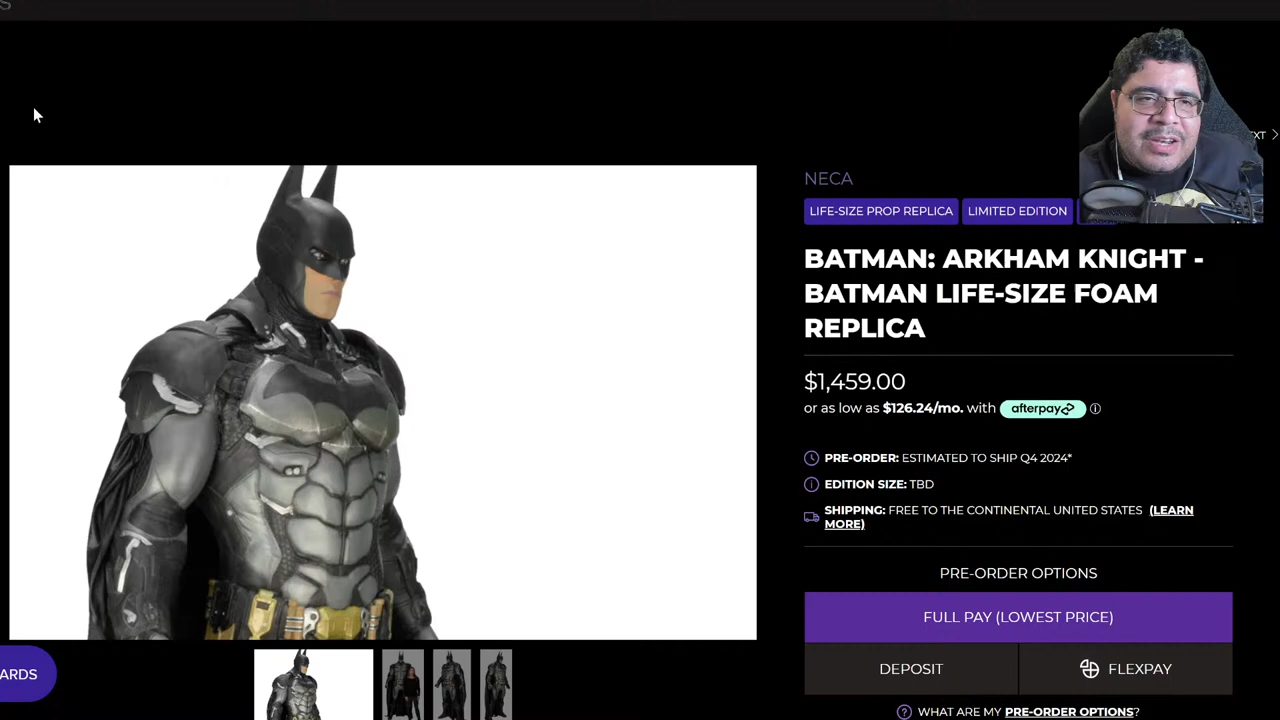 S
EXT >
NECA
LIFE-SIZE PROP REPLICA
LIMITED EDITION
BATMAN: ARKHAM KNIGHT -
BATMAN LIFE-SIZE FOAM
REPLICA
$1,459.00
or as low as $126.24/mo. with afterpay
PRE-ORDER: ESTIMATED TO SHIP Q4 2024*
EDITION SIZE: TBD
SHIPPING: FREE TO THE CONTINENTAL UNITED STATES (LEARN
MORE)
PRE-ORDER OPTIONS
FULL PAY (LOWEST PRICE)
ARDS
DEPOSIT
FLEXPAY
? WHAT ARE MY PRE-ORDER OPTIONS?